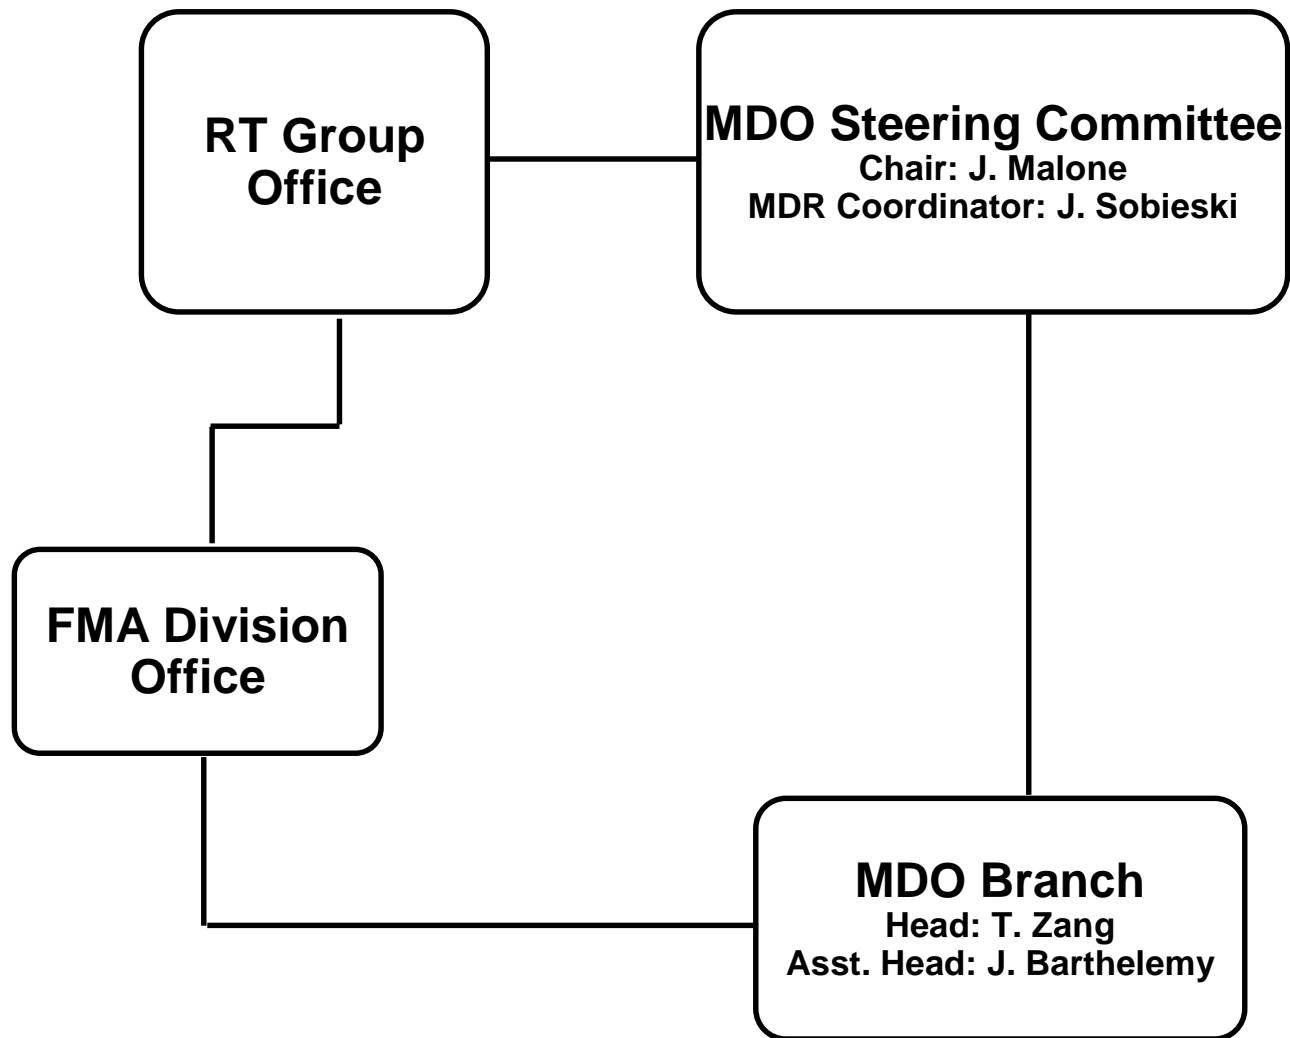 RT Group
Office
MDO Steering Committee
Chair: J. Malone
MDR Coordinator: J. Sobieski
FMA Division
Office
MDO Branch
Head: T. Zang
Asst. Head: J. Barthelemy